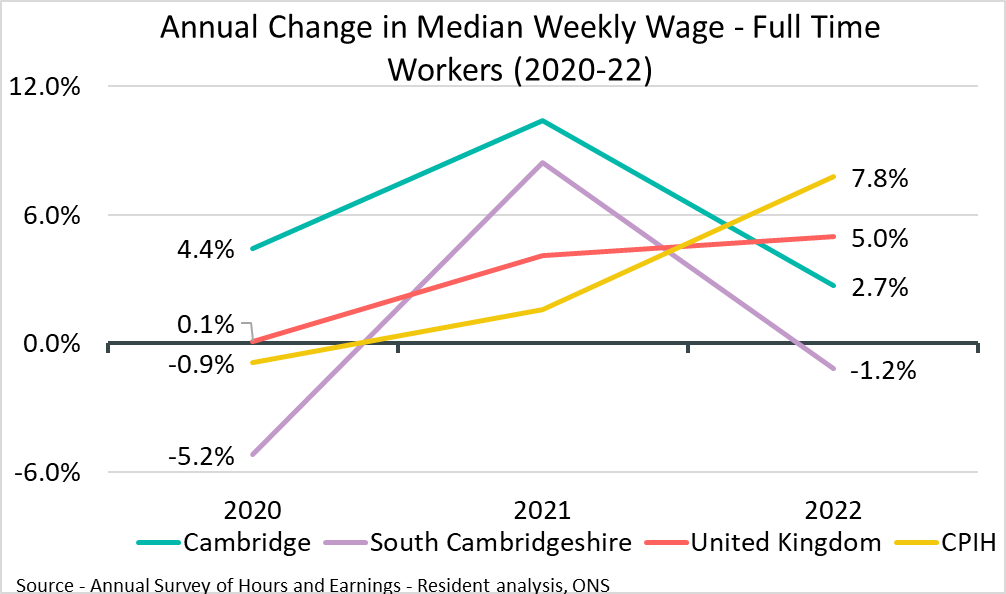 Annual Change in Median Weekly Wage - Full Time
Workers (2020-22)
12.0%
6.0%
0.0%
-6.0%
4.4%
0.1%
-0.9%
-5.2%
7.8%
5.0%
2.7%
-1.2%
2020 2021 2022
Cambridge South Cambridgeshire United Kingdom CPIH
Source - Annual Survey of Hours and Earnings - Resident analysis, ONS